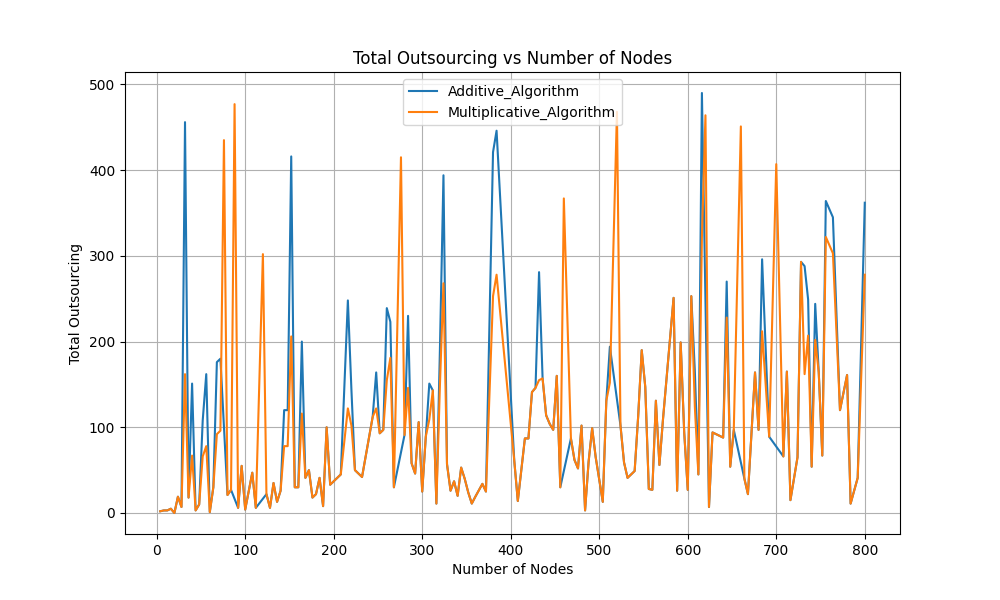 Total Outsourcing vs Number of Nodes
Additive_Algorithm
Multiplicative_Algorithm
Total Outsourcing
500
400
300
200
100
0
0 100 200 300 400 500 600 700 800
Number of Nodes